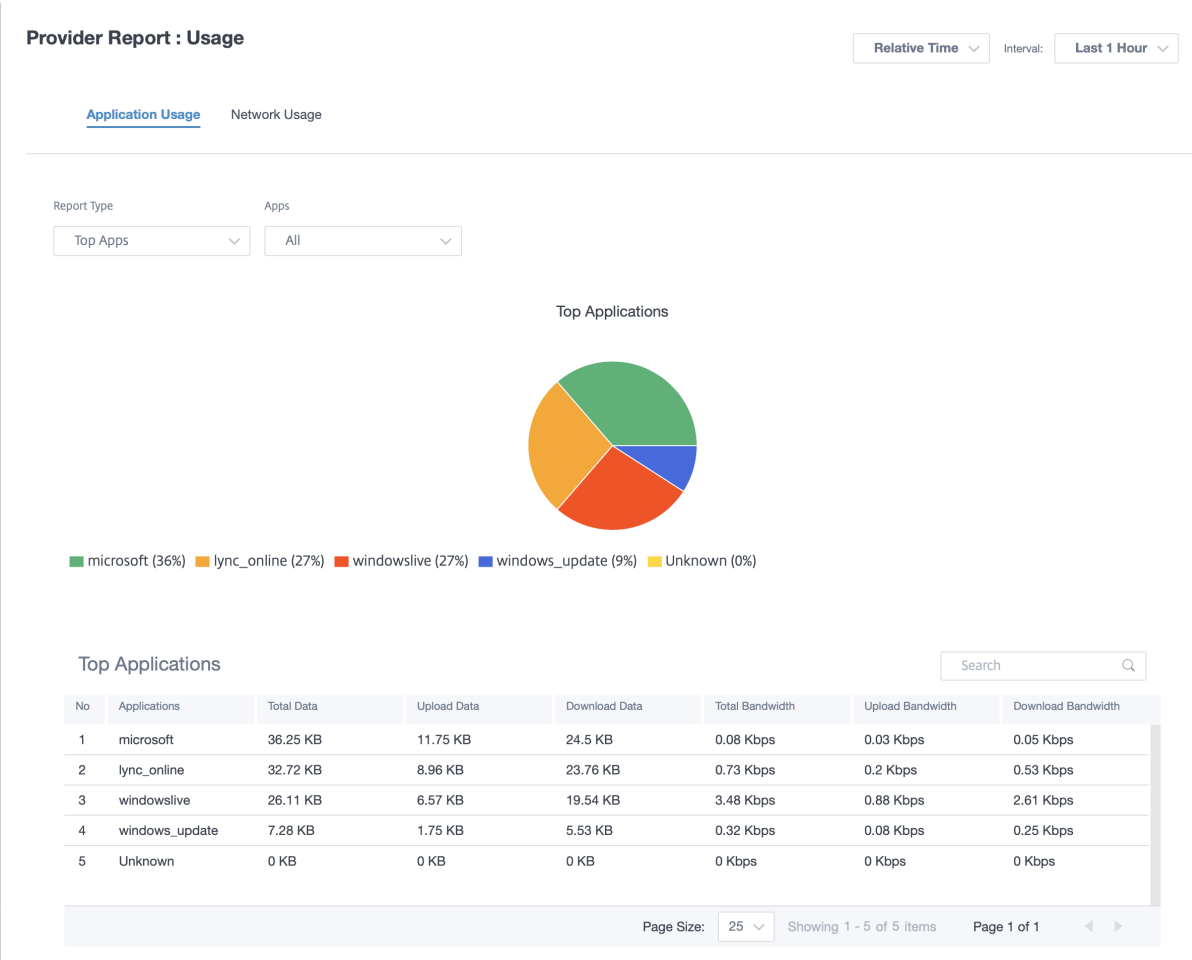 Provider Report : Usage
Relative Time Interval: Last 1 Hour
Application Usage Network Usage
Report Type Apps
Top Apps All
Top Applications
microsoft (36%) lync_online (27%) windowslive (27%) windows_update (9%) Unknown (0%)
Top Applications Search
No Applications Total Data Upload Data Download Data Total Bandwidth Upload Bandwidth Download Bandwidth
1 microsoft 36.25 KB 11.75 KB 24.5 KB 0.08 Kbps 0.03 Kbps 0.05 Kbps
2 lync_online 32.72 KB 8.96 KB 23.76 KB 0.73 Kbps 0.2 Kbps 0.53 Kbps
3 windowslive 26.11 KB 6.57 KB 19.54 KB 3.48 Kbps 0.88 Kbps 2.61 Kbps
4 windows_update 7.28 KB 1.75 KB 5.53 KB 0.32 Kbps 0.08 Kbps 0.25 Kbps
5 Unknown 0 KB 0 KB 0 KB 0 Kbps 0 Kbps 0 Kbps
Page Size: 25 Showing 1 - 5 of 5 items Page 1 of 1